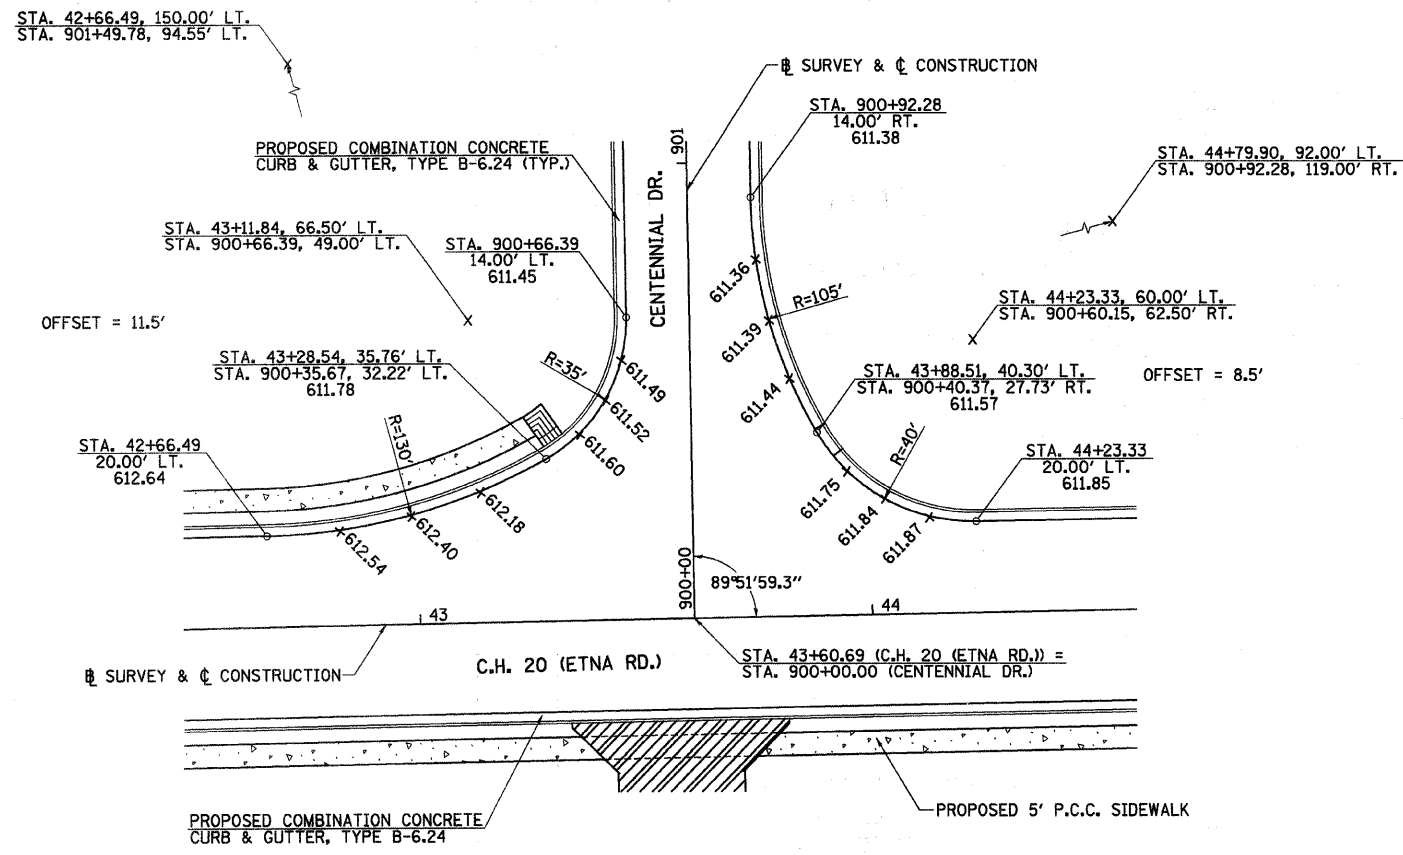 STA. 42+66.49, 150.00' LT.
STA. 901+49.78, 94.55' LT.
℄ SURVEY & ℄ CONSTRUCTION
STA. 900+92.28
14.00' RT.
611.38
901
PROPOSED COMBINATION CONCRETE
CURB & GUTTER, TYPE B-6.24 (TYP.)
STA. 44+79.90, 92.00' LT.
STA. 900+92.28, 119.00' RT.
CENTENNIAL DR.
STA. 43+11.84, 66.50' LT.
STA. 900+66.39, 49.00' LT.
STA. 900+66.39
14.00' LT.
611.45
611.36
R=105'
STA. 44+23.33, 60.00' LT.
STA. 900+60.15, 62.50' RT.
OFFSET = 11.5'
611.39
STA. 43+28.54, 35.76' LT.
STA. 900+35.67, 32.22' LT.
611.78
R=35'
611.49
611.44
STA. 43+88.51, 40.30' LT.
STA. 900+40.37, 27.73' RT.
611.57
OFFSET = 8.5'
611.52
R=130'
611.60
R=40'
STA. 42+66.49
20.00' LT.
612.64
STA. 44+23.33
20.00' LT.
611.85
611.75
611.84
611.87
612.18
612.40
612.54
900+00
89°51'59.3"
43
44
℄ SURVEY & ℄ CONSTRUCTION
C.H. 20 (ETNA RD.)
STA. 43+60.69 (C.H. 20 (ETNA RD.)) =
STA. 900+00.00 (CENTENNIAL DR.)
PROPOSED COMBINATION CONCRETE
CURB & GUTTER, TYPE B-6.24
PROPOSED 5' P.C.C. SIDEWALK